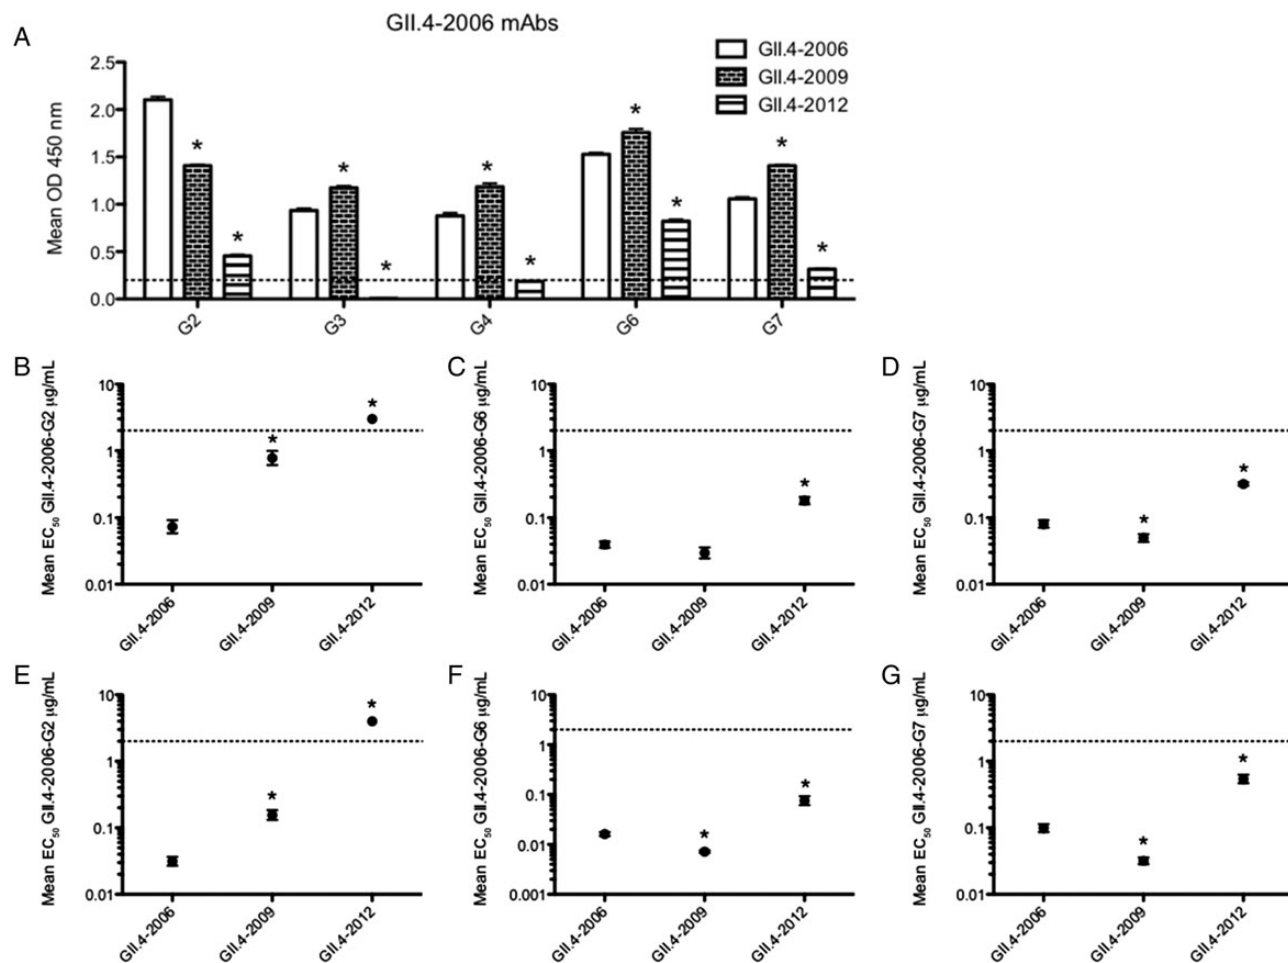 A
GII.4-2006 mAbs
GII.4-2006
GII.4-2009
GII.4-2012
Mean OD 450 nm
2.5
2.0
1.5
1.0
0.5
0.0
* * * * * * * * * *
G2 G3 G4 G6 G7
B
Mean EC50 GII.4-2006-G2 µg/mL
10
1
0.1
0.01
* *
GII.4-2006 GII.4-2009 GII.4-2012
C
Mean EC50 GII.4-2006-G6 µg/mL
10
1
0.1
0.01
*
GII.4-2006 GII.4-2009 GII.4-2012
D
Mean EC50 GII.4-2006-G7 µg/mL
10
1
0.1
0.01
* *
GII.4-2006 GII.4-2009 GII.4-2012
E
Mean EC50 GII.4-2006-G2 µg/mL
10
1
0.1
0.01
* *
GII.4-2006 GII.4-2009 GII.4-2012
F
Mean EC50 GII.4-2006-G6 µg/mL
10
1
0.1
0.01
0.001
* *
GII.4-2006 GII.4-2009 GII.4-2012
G
Mean EC50 GII.4-2006-G7 µg/mL
10
1
0.1
0.01
* *
GII.4-2006 GII.4-2009 GII.4-2012